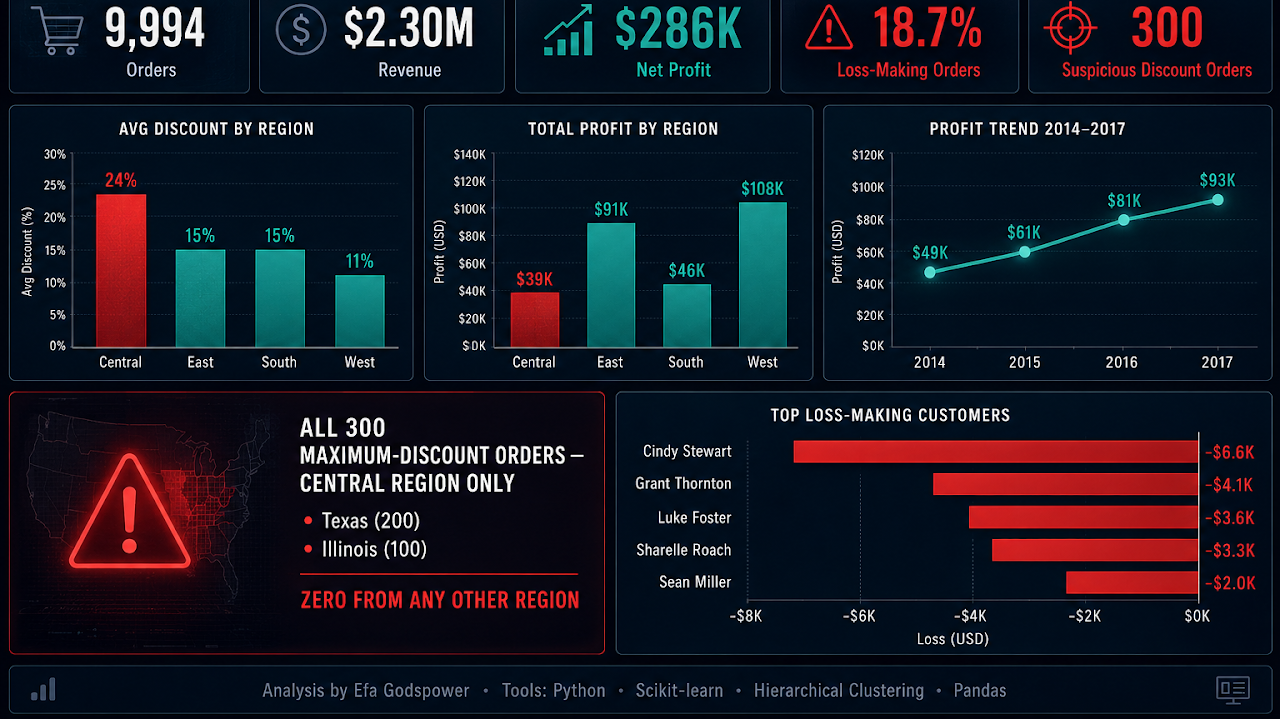 9,994
Orders
$2.30M
Revenue
$286K
Net Profit
18.7%
Loss-Making Orders
300
Suspicious Discount Orders
AVG DISCOUNT BY REGION
Avg Discount (%)
30%
25%
20%
15%
10%
5%
0%
24%
15%
15%
11%
Central
East
South
West
TOTAL PROFIT BY REGION
Profit (USD)
$140K
$120K
$100K
$80K
$60K
$40K
$20K
$0K
$39K
$91K
$46K
$108K
Central
East
South
West
PROFIT TREND 2014–2017
Profit (USD)
$120K
$100K
$80K
$60K
$40K
$20K
$0K
$49K
$61K
$81K
$93K
2014
2015
2016
2017
ALL 300
MAXIMUM-DISCOUNT ORDERS —
CENTRAL REGION ONLY
• Texas (200)
• Illinois (100)
ZERO FROM ANY OTHER REGION
TOP LOSS-MAKING CUSTOMERS
Cindy Stewart
-$6.6K
Grant Thornton
-$4.1K
Luke Foster
-$3.6K
Sharelle Roach
-$3.3K
Sean Miller
-$2.0K
-$8K
-$6K
-$4K
-$2K
$0K
Loss (USD)
Analysis by Efa Godspower • Tools: Python • Scikit-learn • Hierarchical Clustering • Pandas